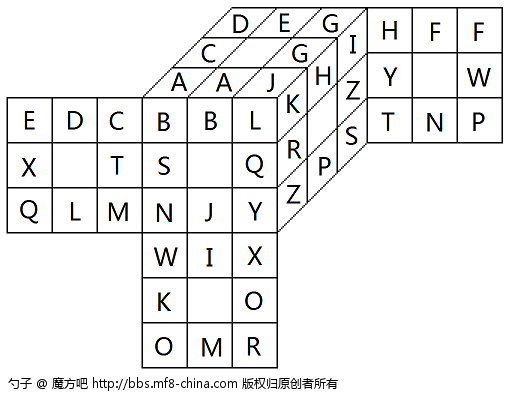 D E G H F F
C G I Y W
A A J H Z T N P
E D C B B L K S
X T S Q R P
Q L M N J Y Z
W I X
K O
O M R
勺子 @ 魔方吧 http://bbs.mf8-china.com 版权归原创者所有